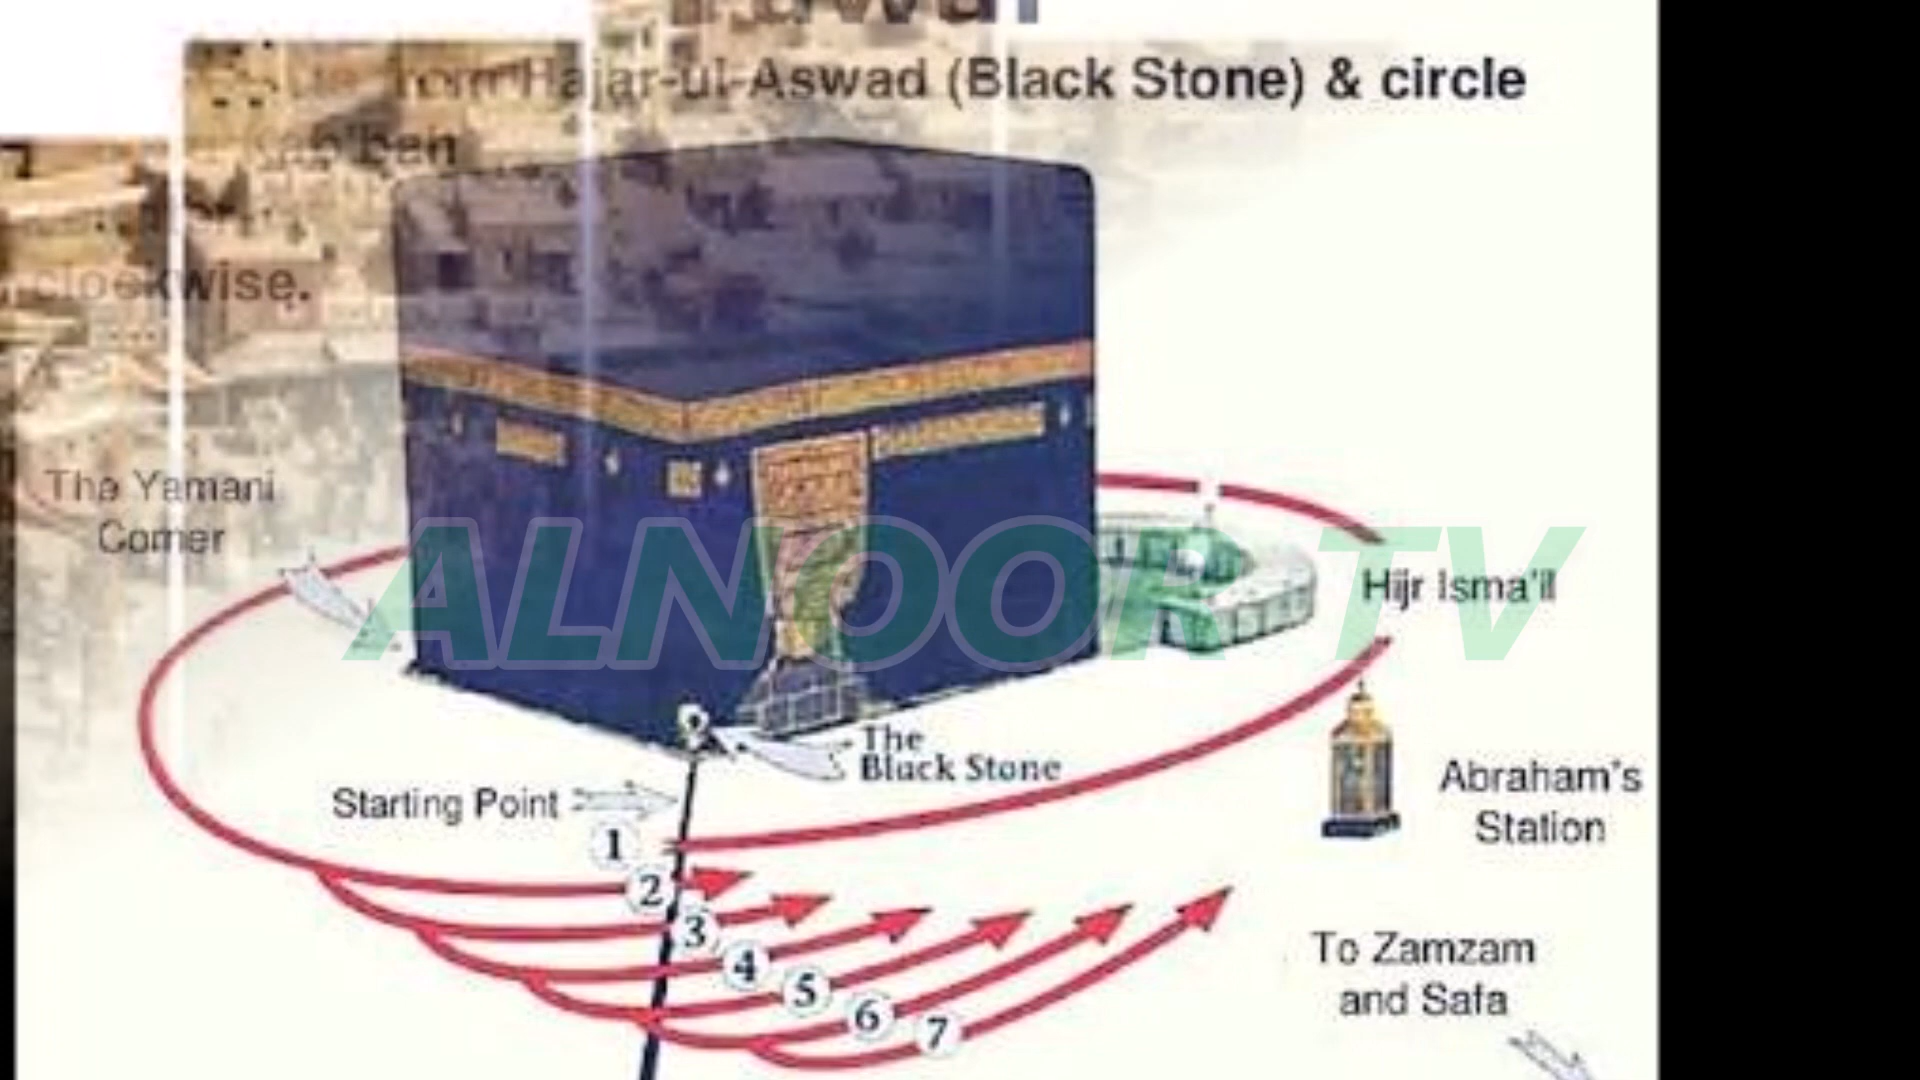 from Hajar-ul-Aswad (Black Stone) & circle
clockwise.
The Yamani
Corner
ALNOOR TV
Hijr Isma'il
The
Black Stone
Starting Point
Abraham's
Station
1
2
3
4
5
6
7
To Zamzam
and Safa